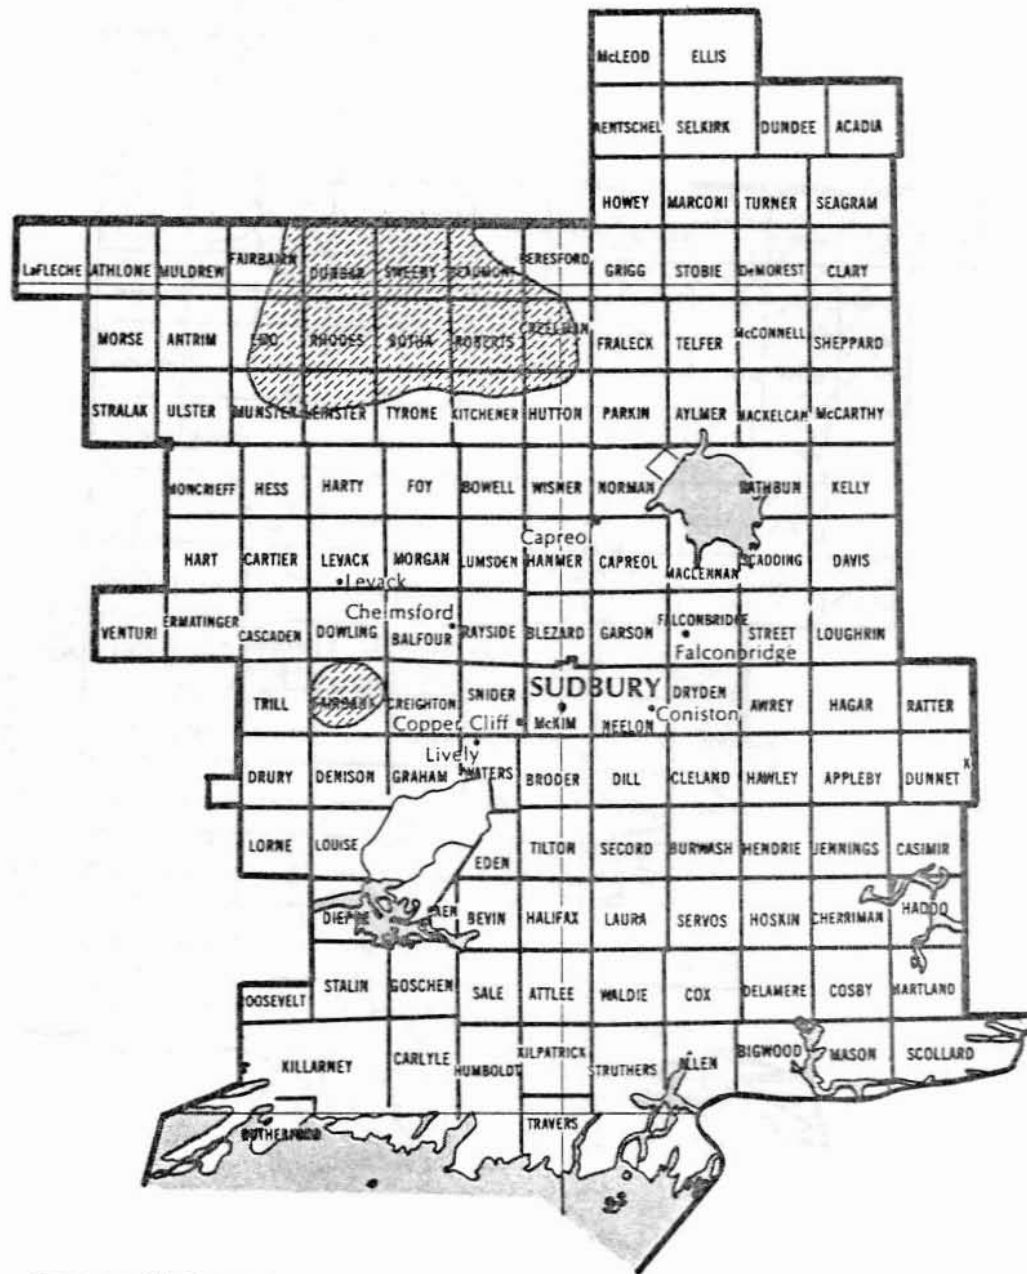 McLEOD ELLIS
SELKIRK DUNDEE ACADIA
HOWEY MARCONI TURNER SEAGRAM
LaFLECHE ATHLONE MULDREW FAIRBAIRN DUNBAR SWEENY BEAUMONT BERESFORD GRIGG STOBIE DeMOREST CLARY
MORSE ANTRIM RHODES BOTHA ROBERTS CREELMAN FRALECK TELFER McCONNELL SHEPPARD
STRALAK ULSTER MUNSTER LEINSTER TYRONE KITCHENER HUTTON PARKIN AYLMER MACKELCAN McCARTHY
MONCRIEFF HESS HARTY FOY BOWELL WISNER NORMAN RATHBUN KELLY
Capreol
HART CARTIER LEVACK MORGAN LUMSDEN HANMER CAPREOL MACLENNAN SCADDING DAVIS
Levack
Chelmsford
VENTURI ERMATINGER CASCADEN DOWLING BALFOUR RAYSIDE BLEZARD GARSON FALCONBRIDGE STREET LOUGHRIN
Falconbridge
SUDBURY
TRILL FAIRBANK CREIGHTON SNIDER McKIM NEELON DRYDEN AWREY HAGAR RATTER
Copper Cliff Coniston
Lively
DRURY DENISON GRAHAM WATERS BRODER DILL CLELAND HAWLEY APPLEBY DUNNET x
LORNE LOUISE EDEN TILTON SECORD BURWASH HENDRIE JENNINGS CASIMIR
DIEPPE CAEN BEVIN HALIFAX LAURA SERVOS HOSKIN CHERRIMAN HADDO
ROOSEVELT STALIN GOSCHEN SALE ATTLEE WALDIE COX DELAMERE COSBY HARTLAND
KILLARNEY CARLYLE HUMBOLDT KILPATRICK STRUTHERS ALLEN BIGWOOD MASON SCOLLARD
RUTHERFORD TRAVERS